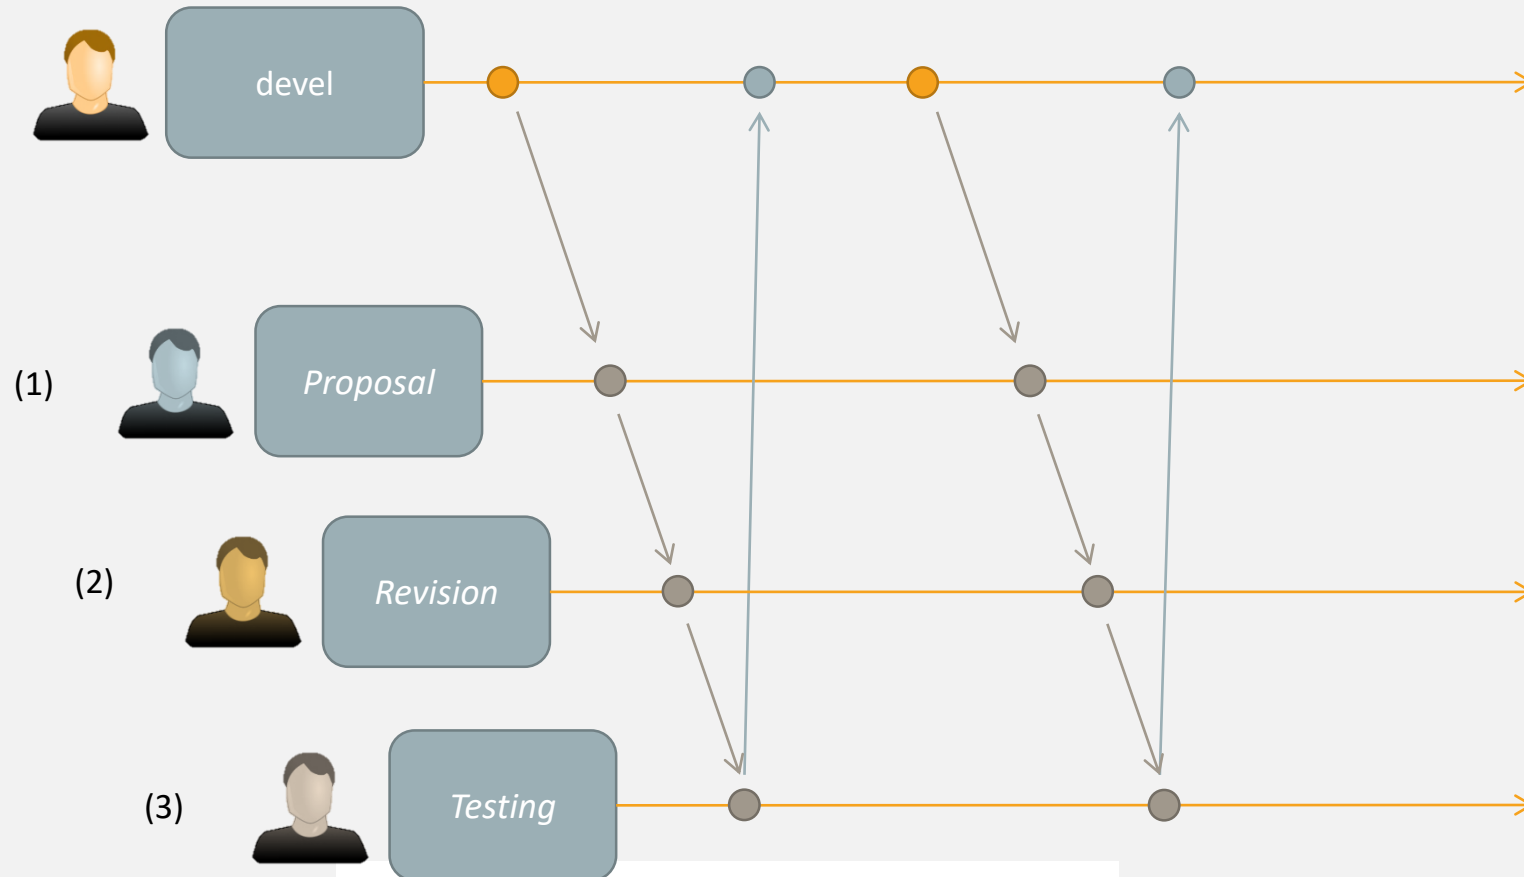 devel
(1)
Proposal
(2)
Revision
(3)
Testing